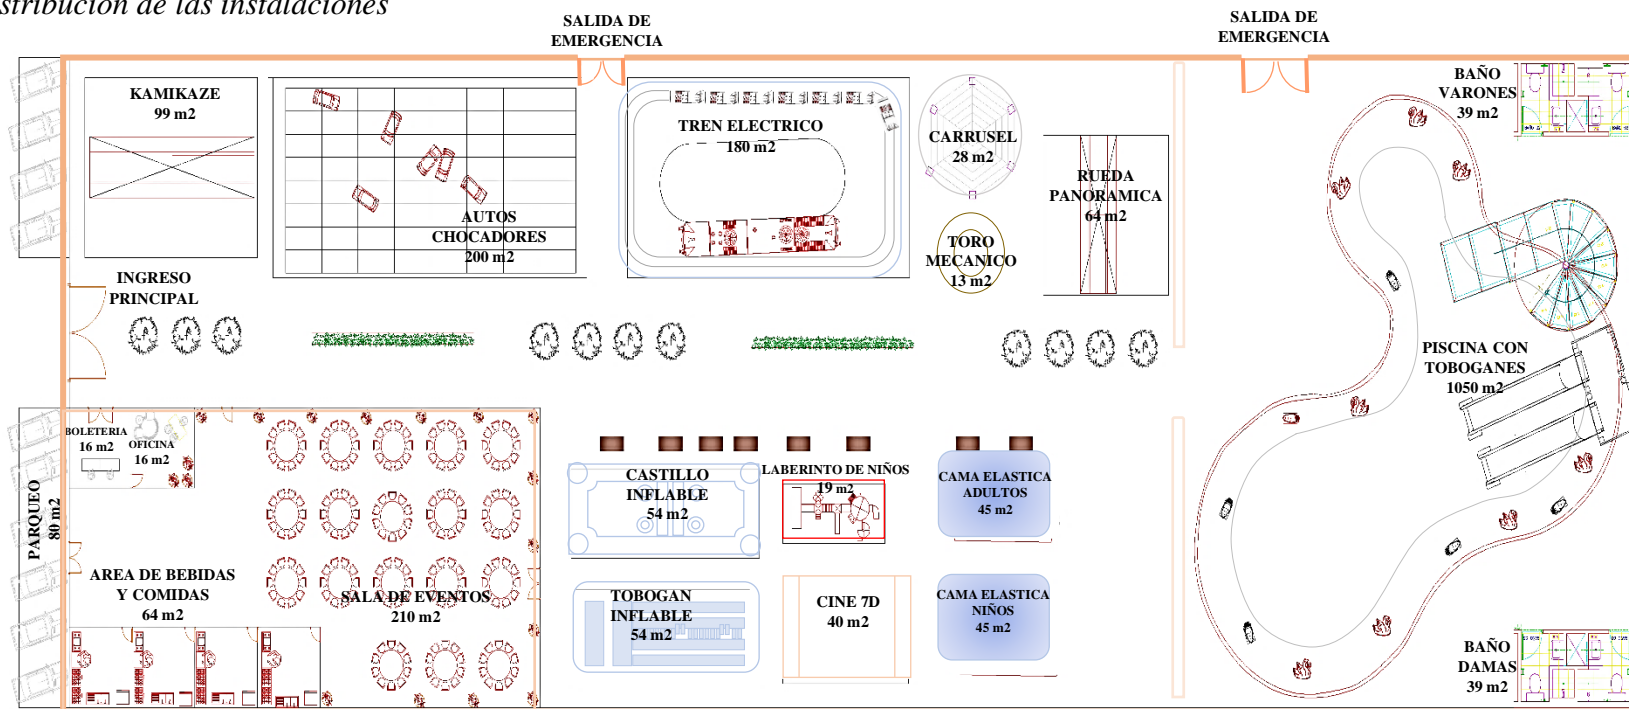 stribución de las instalaciones
SALIDA DE
EMERGENCIA
SALIDA DE
EMERGENCIA
KAMIKAZE
99 m2
AUTOS
CHOCADORES
200 m2
TREN ELECTRICO
180 m2
CARRUSEL
28 m2
TORO
MECANICO
13 m2
RUEDA
PANORAMICA
64 m2
BAÑO
VARONES
39 m2
INGRESO
PRINCIPAL
PISCINA CON
TOBOGANES
1050 m2
BOLETERIA
16 m2
OFICINA
16 m2
PARQUEO
80 m2
AREA DE BEBIDAS
Y COMIDAS
64 m2
SALA DE EVENTOS
210 m2
CASTILLO
INFLABLE
54 m2
LABERINTO DE NIÑOS
19 m2
CAMA ELASTICA
ADULTOS
45 m2
TOBOGAN
INFLABLE
54 m2
CINE 7D
40 m2
CAMA ELASTICA
NIÑOS
45 m2
BAÑO
DAMAS
39 m2